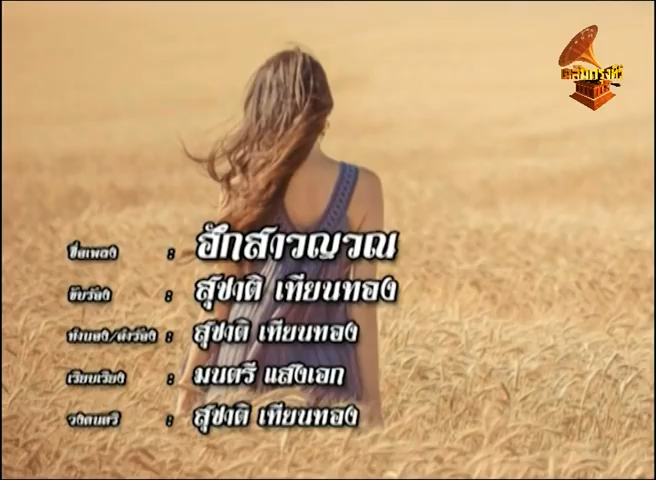 ชื่อเพลง : ฮักสาวญวณ
ขับร้อง : สุชาติ เทียนทอง
ทำนอง/คำร้อง : สุชาติ เทียนทอง
เรียบเรียง : มนตรี แสงเอก
วงดนตรี : สุชาติ เทียนทอง